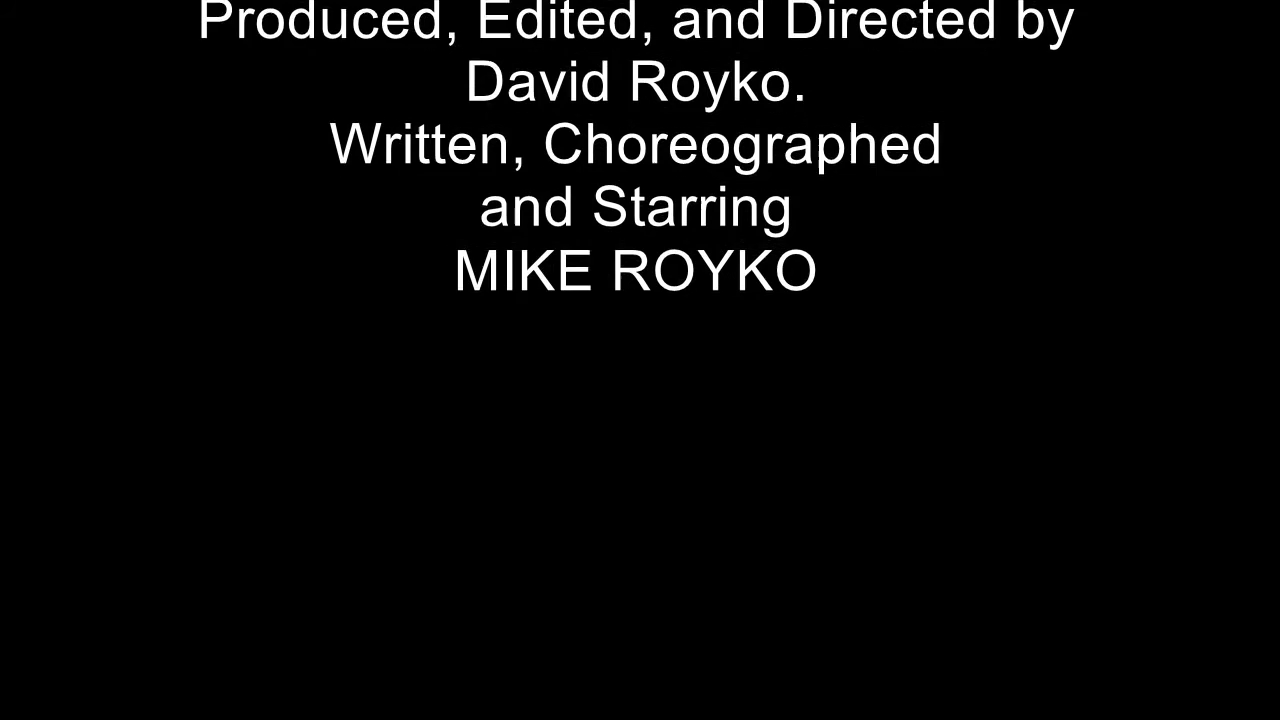 Produced, Edited, and Directed by
David Royko.
Written, Choreographed
and Starring
MIKE ROYKO